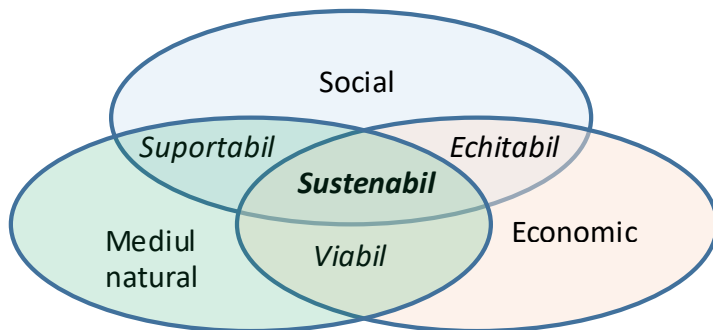 Social
Suportabil
Echitabil
Sustenabil
Mediul
natural
Viabil
Economic